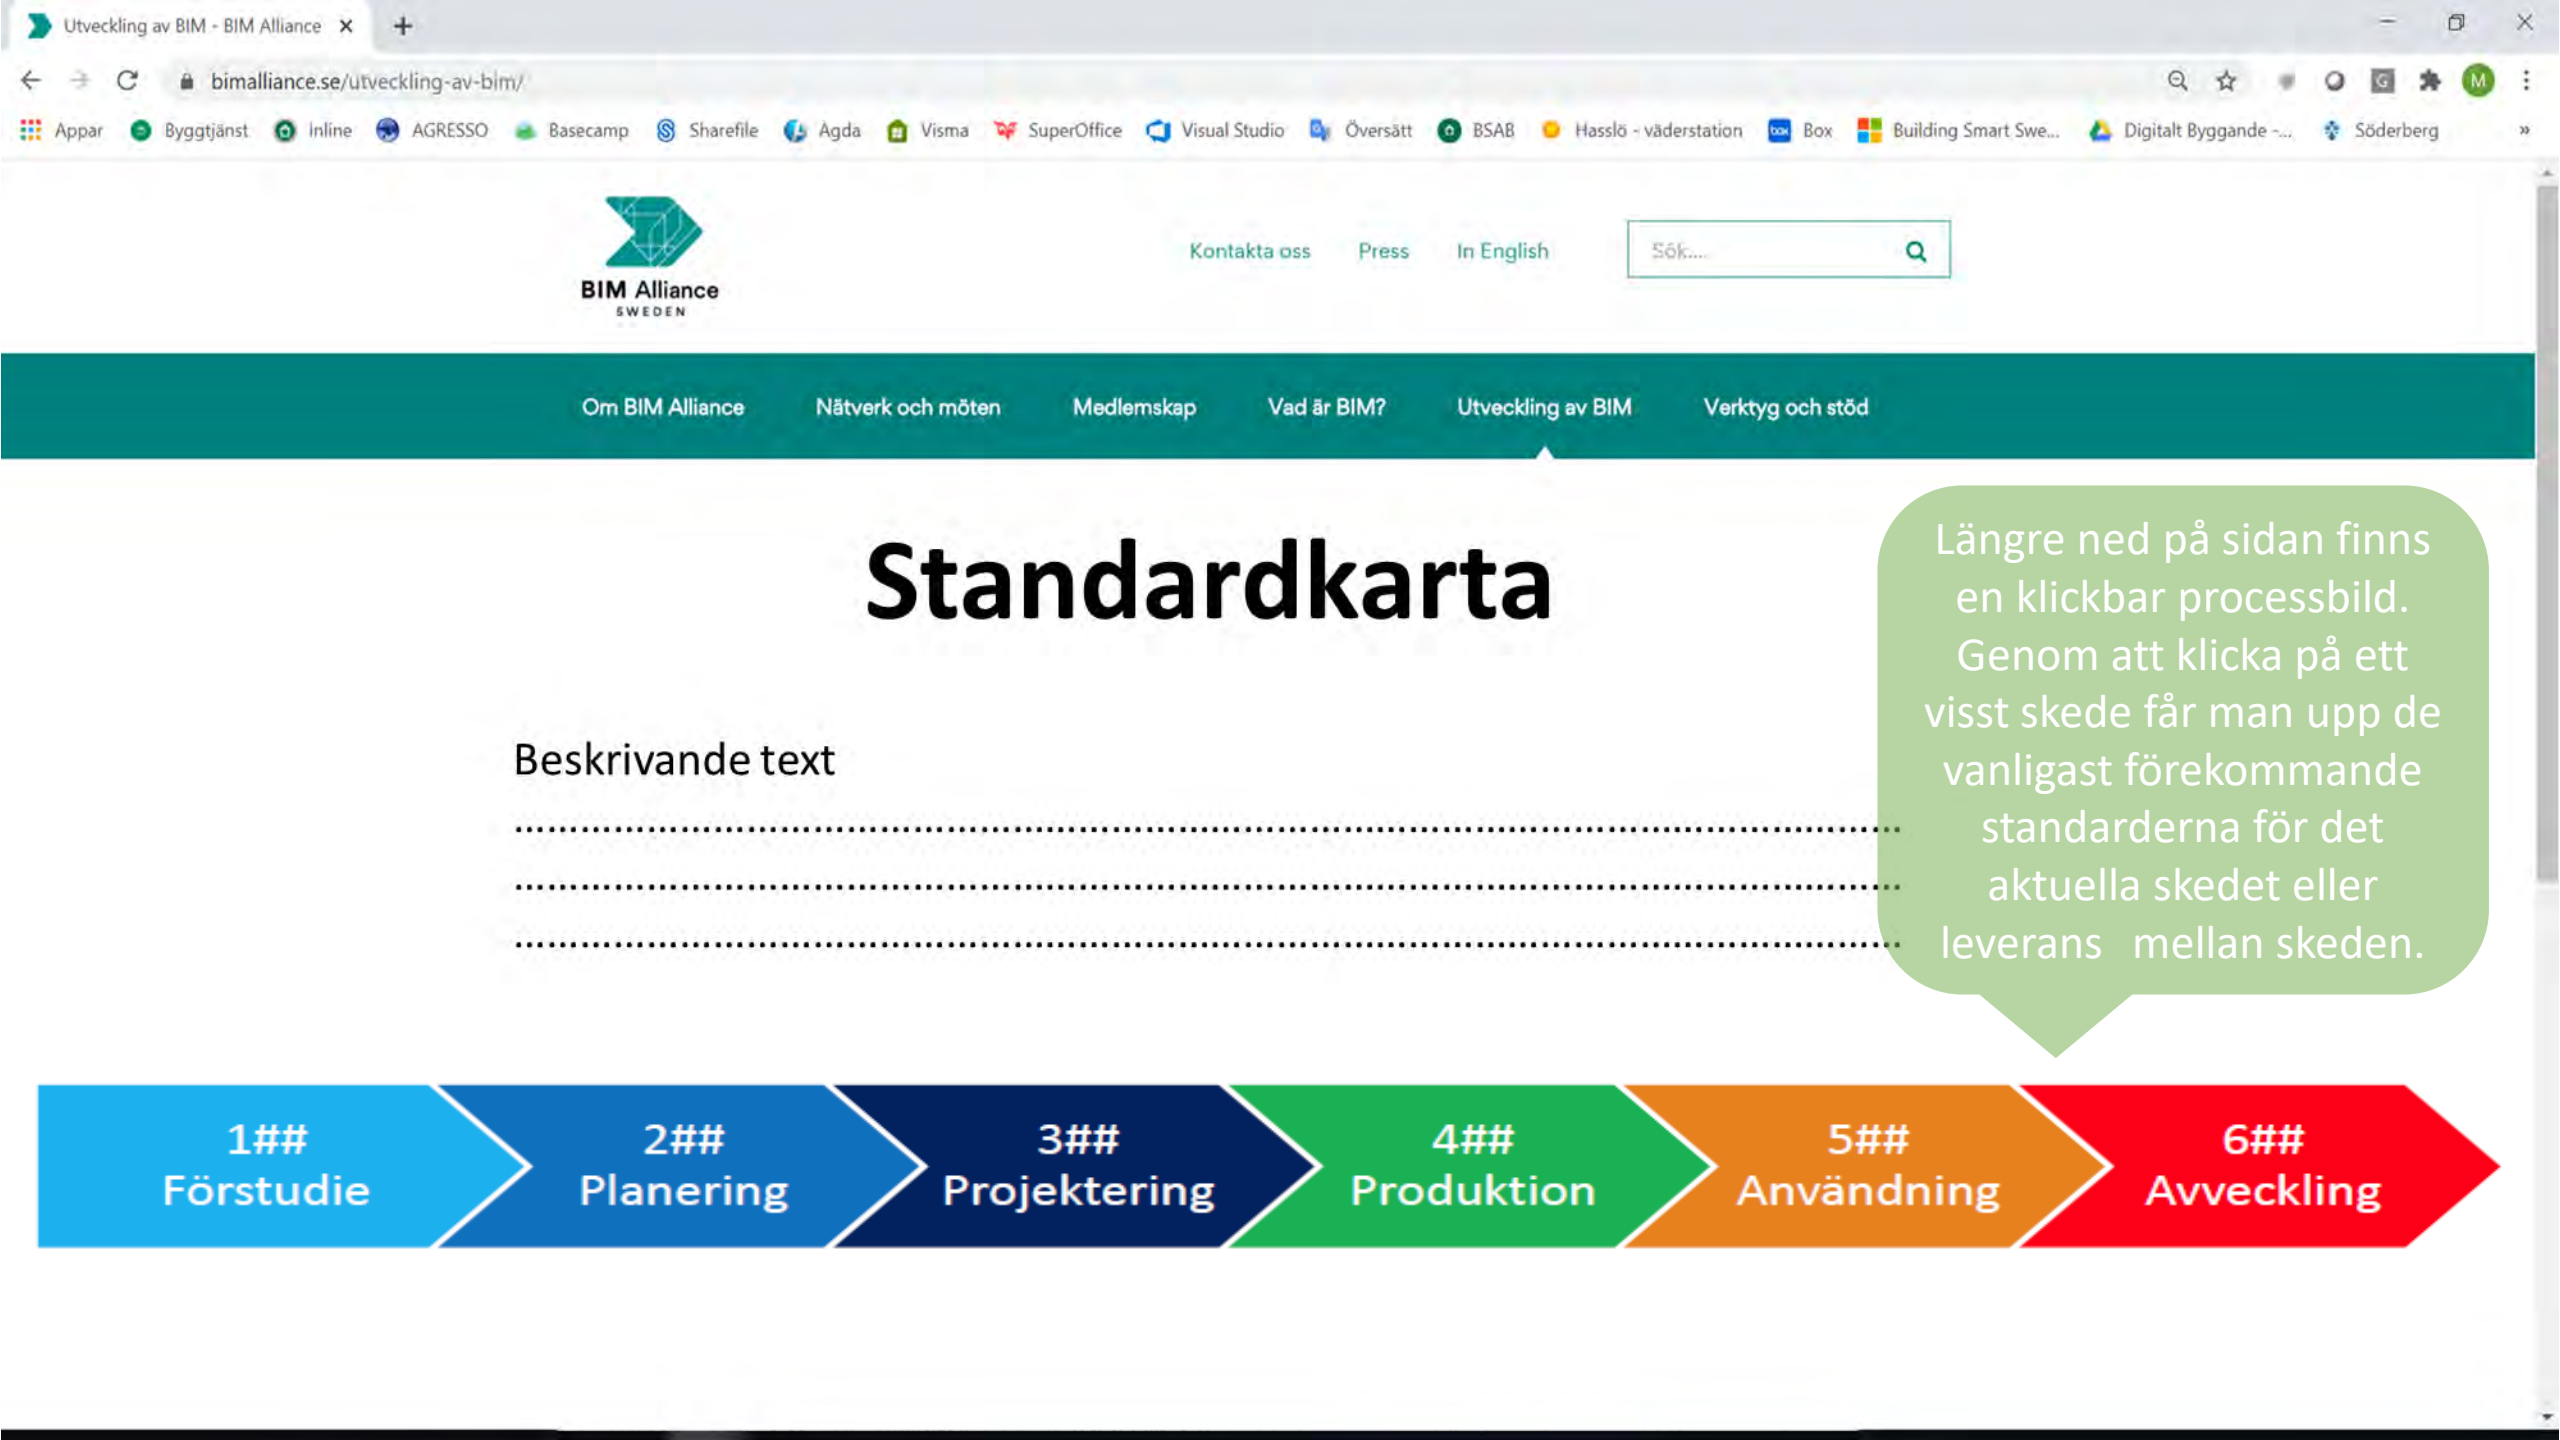 Utveckling av BIM - BIM Alliance
bimalliance.se/utveckling-av-bim/
M
Appar Byggtjänst Inline AGRESSO Basecamp Sharefile Agda Visma SuperOffice Visual Studio Översätt BSAB Hasslö - väderstation Box Building Smart Swe... Digitalt Byggande -... Söderberg »
BIM Alliance
SWEDEN
Kontakta oss Press In English Sök....
Om BIM Alliance Nätverk och möten Medlemskap Vad är BIM? Utveckling av BIM Verktyg och stöd
Standardkarta
Beskrivande text
Längre ned på sidan finns
en klickbar processbild.
Genom att klicka på ett
visst skede får man upp de
vanligast förekommande
standarderna för det
aktuella skedet eller
leverans mellan skeden.
1##
Förstudie
2##
Planering
3##
Projektering
4##
Produktion
5##
Användning
6##
Avveckling